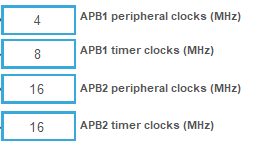 4 APB1 peripheral clocks (MHz)
8 APB1 timer clocks (MHz)
16 APB2 peripheral clocks (MHz)
16 APB2 timer clocks (MHz)